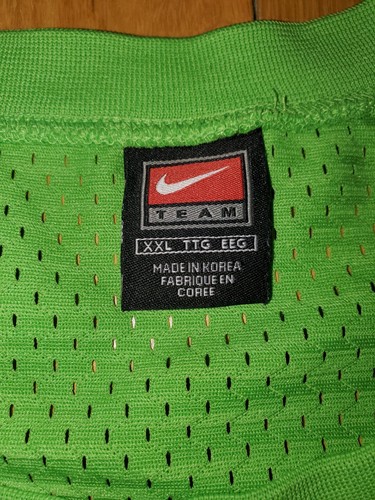 TEAM
XXL TTG EEG
MADE IN KOREA
FABRIQUE EN
COREE